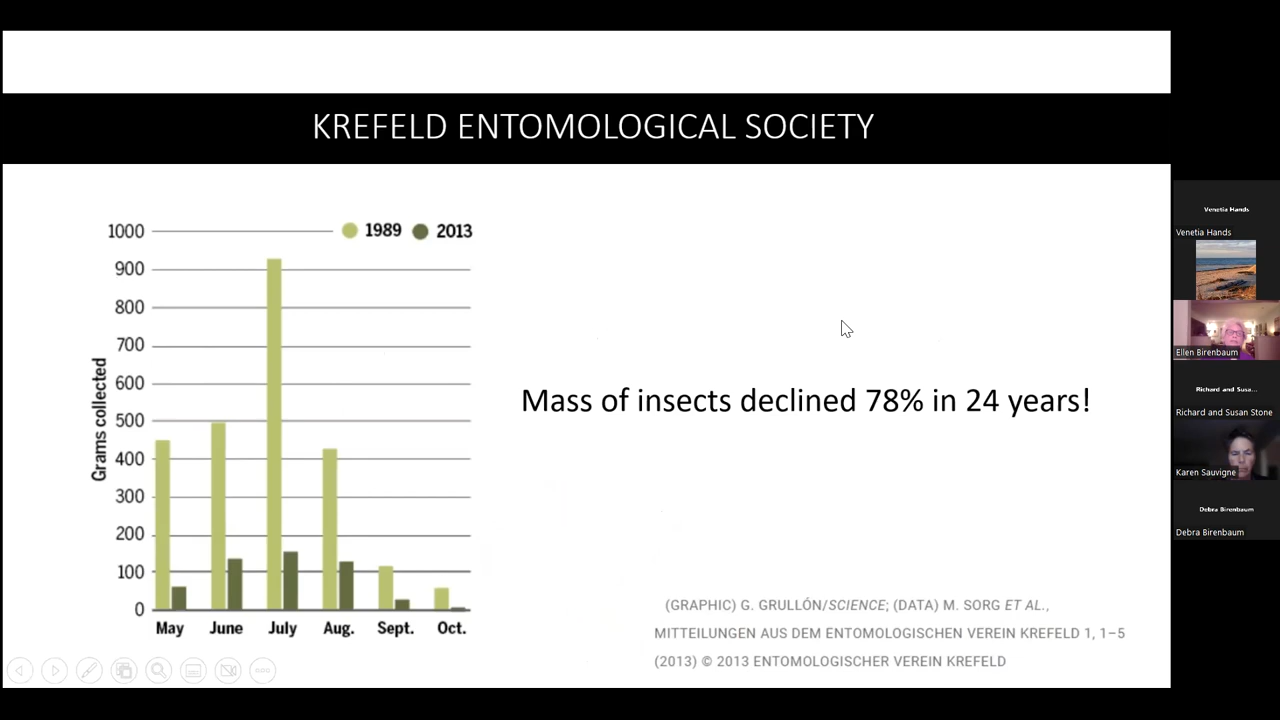 KREFELD ENTOMOLOGICAL SOCIETY
1000
1989
2013
900
800
700
600
500
400
300
200
100
0
Grams collected
May
June
July
Aug.
Sept.
Oct.
Mass of insects declined 78% in 24 years!
(GRAPHIC) G. GRULLÓN/SCIENCE; (DATA) M. SORG ET AL.,
MITTEILUNGEN AUS DEM ENTOMOLOGISCHEN VEREIN KREFELD 1, 1–5
(2013) © 2013 ENTOMOLOGISCHER VEREIN KREFELD
Venetia Hands
Venetia Hands
Ellen Birenbaum
Richard and Susa...
Richard and Susan Stone
Karen Sauvigne
Debra Birenbaum
Debra Birenbaum